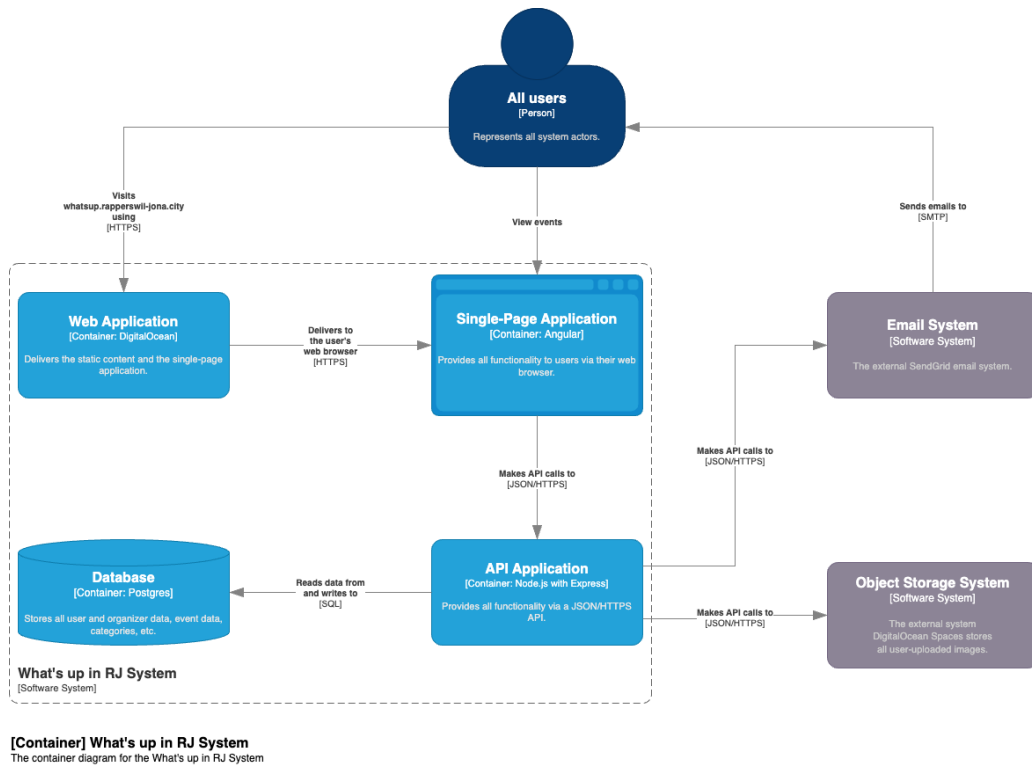 All users
[Person]
Represents all system actors.
Visits
whatsup.rapperswil-jona.city
using
[HTTPS]
View events
Sends emails to
[SMTP]
Web Application
[Container: DigitalOcean]
Delivers the static content and the single-page
application.
Delivers to
the user's
web browser
[HTTPS]
Single-Page Application
[Container: Angular]
Provides all functionality to users via their web
browser.
Email System
[Software System]
The external SendGrid email system.
Makes API calls to
[JSON/HTTPS]
Makes API calls to
[JSON/HTTPS]
Database
[Container: Postgres]
Stores all user and organizer data, event data,
categories, etc.
Reads data from
and writes to
[SQL]
API Application
[Container: Node.js with Express]
Provides all functionality via a JSON/HTTPS
API.
Makes API calls to
[JSON/HTTPS]
Object Storage System
[Software System]
The external system
DigitalOcean Spaces stores
all user-uploaded images.
What's up in RJ System
[Software System]
[Container] What's up in RJ System
The container diagram for the What's up in RJ System